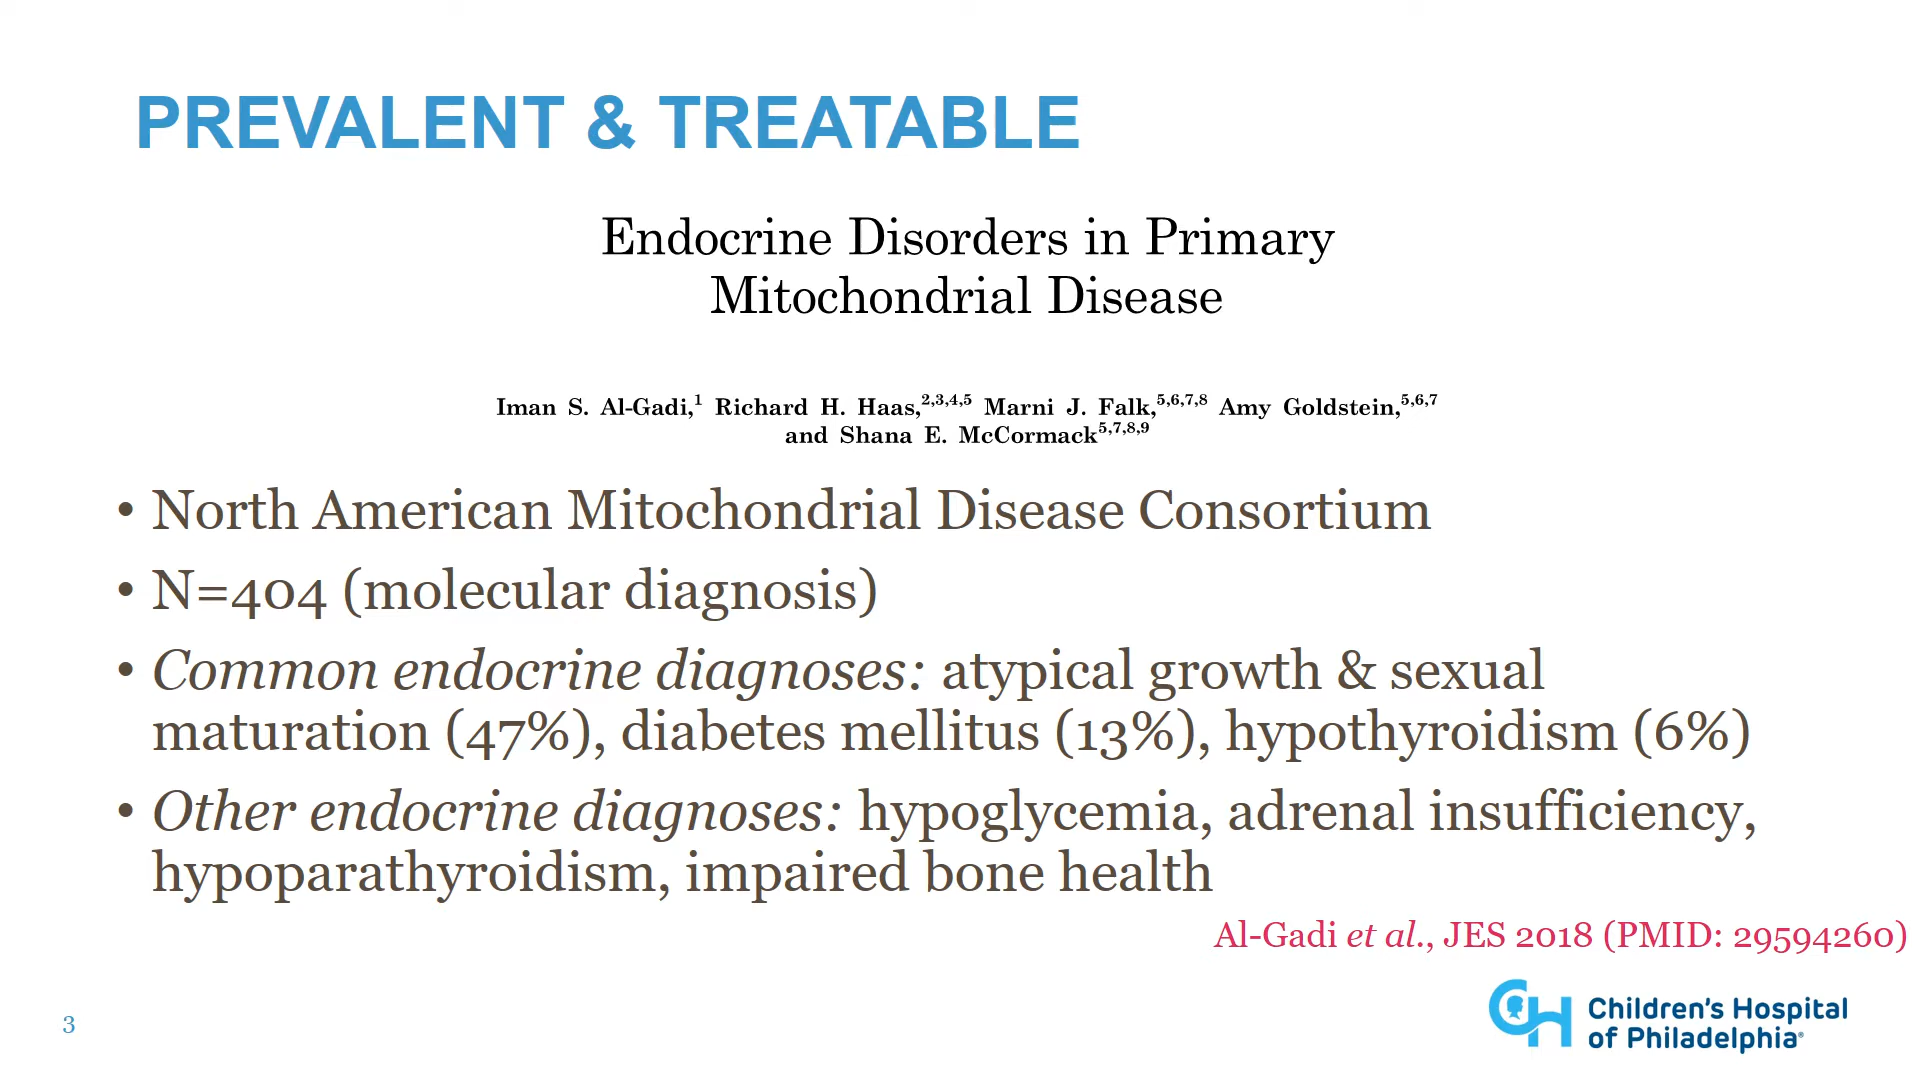 PREVALENT & TREATABLE
Endocrine Disorders in Primary
Mitochondrial Disease
Iman S. Al-Gadi,1 Richard H. Haas,2,3,4,5 Marni J. Falk,5,6,7,8 Amy Goldstein,5,6,7
and Shana E. McCormack5,7,8,9
• North American Mitochondrial Disease Consortium
• N=404 (molecular diagnosis)
• Common endocrine diagnoses: atypical growth & sexual
maturation (47%), diabetes mellitus (13%), hypothyroidism (6%)
• Other endocrine diagnoses: hypoglycemia, adrenal insufficiency,
hypoparathyroidism, impaired bone health
Al-Gadi et al., JES 2018 (PMID: 29594260)
3
CH Children's Hospital
of Philadelphia®